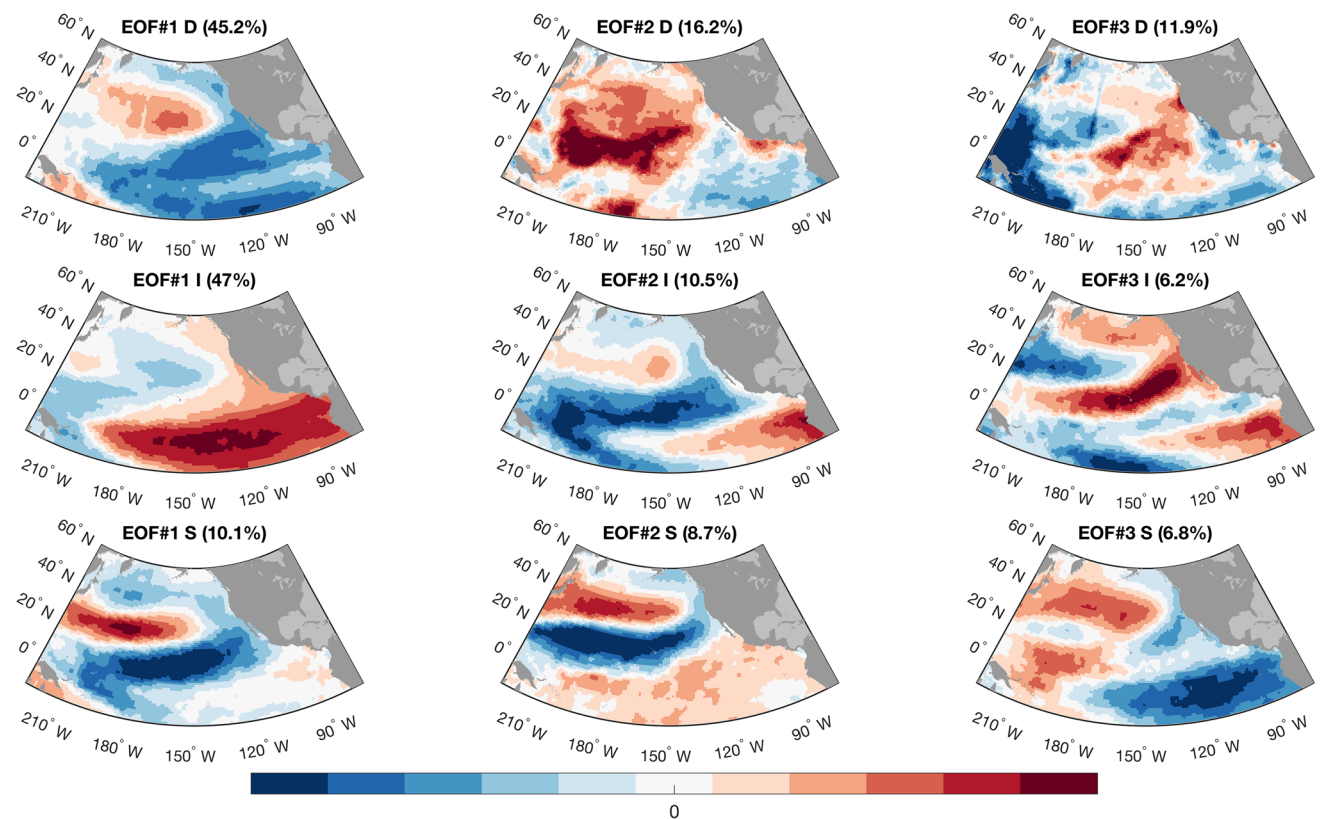 EOF#1 D (45.2%)
60° N
40° N
20° N
0°
210° W
180° W
150° W
120° W
90° W
EOF#2 D (16.2%)
60° N
40° N
20° N
0°
210° W
180° W
150° W
120° W
90° W
EOF#3 D (11.9%)
60° N
40° N
20° N
0°
210° W
180° W
150° W
120° W
90° W
EOF#1 I (47%)
60° N
40° N
20° N
0°
210° W
180° W
150° W
120° W
90° W
EOF#2 I (10.5%)
60° N
40° N
20° N
0°
210° W
180° W
150° W
120° W
90° W
EOF#3 I (6.2%)
60° N
40° N
20° N
0°
210° W
180° W
150° W
120° W
90° W
EOF#1 S (10.1%)
60° N
40° N
20° N
0°
210° W
180° W
150° W
120° W
90° W
EOF#2 S (8.7%)
60° N
40° N
20° N
0°
210° W
180° W
150° W
120° W
90° W
EOF#3 S (6.8%)
60° N
40° N
20° N
0°
210° W
180° W
150° W
120° W
90° W
0